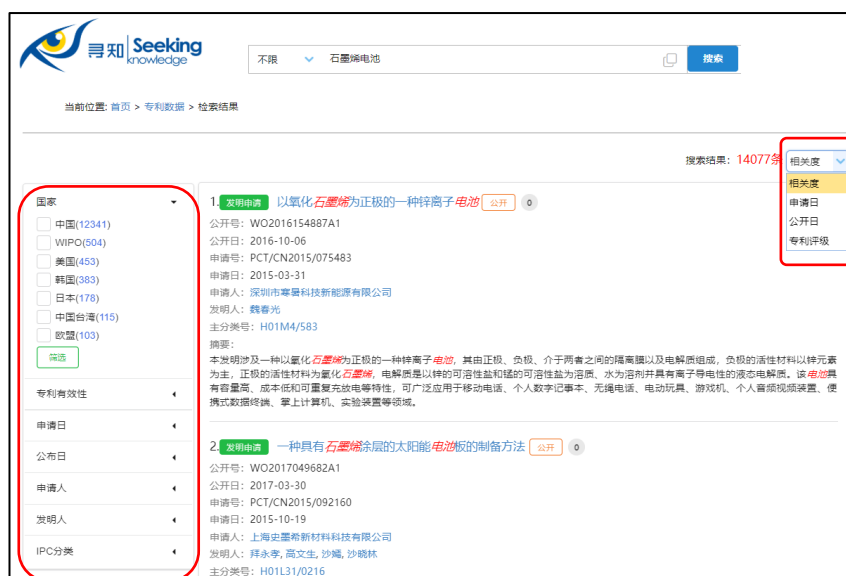 寻知 Seeking
knowledge
不限 石墨烯电池 搜索
当前位置: 首页 > 专利数据 > 检索结果
搜索结果: 14077条 相关度
相关度
申请日
公开日
专利评级
国家
中国(12341)
WIPO(504)
美国(453)
韩国(383)
日本(178)
中国台湾(115)
欧盟(103)
筛选
专利有效性
申请日
公布日
申请人
发明人
IPC分类
1. 发明申请 以氧化石墨烯为正极的一种锌离子电池 公开 0
公开号: WO2016154887A1
公开日: 2016-10-06
申请号: PCT/CN2015/075483
申请日: 2015-03-31
申请人: 深圳市寒暑科技新能源有限公司
发明人: 魏春光
主分类号: H01M4/583
摘要:
本发明涉及一种以氧化石墨烯为正极的一种锌离子电池，其由正极、负极、介于两者之间的隔离膜以及电解质组成，负极的活性材料以锌元素
为主，正极的活性材料为氧化石墨烯，电解质是以锌的可溶性盐和锰的可溶性盐为溶质、水为溶剂并具有离子导电性的液态电解质。该电池具
有容量高、成本低和可重复充放电等特性，可广泛应用于移动电话、个人数字记事本、无绳电话、电动玩具、游戏机、个人音频视频装置、便
携式数据终端、掌上计算机、实验装置等领域。
2. 发明申请 一种具有石墨烯涂层的太阳能电池板的制备方法 公开 0
公开号: WO2017049682A1
公开日: 2017-03-30
申请号: PCT/CN2015/092160
申请日: 2015-10-19
申请人: 上海史墨希新材料科技有限公司
发明人: 拜永孝, 高文生, 沙嫣, 沙晓林
主分类号: H01L31/0216